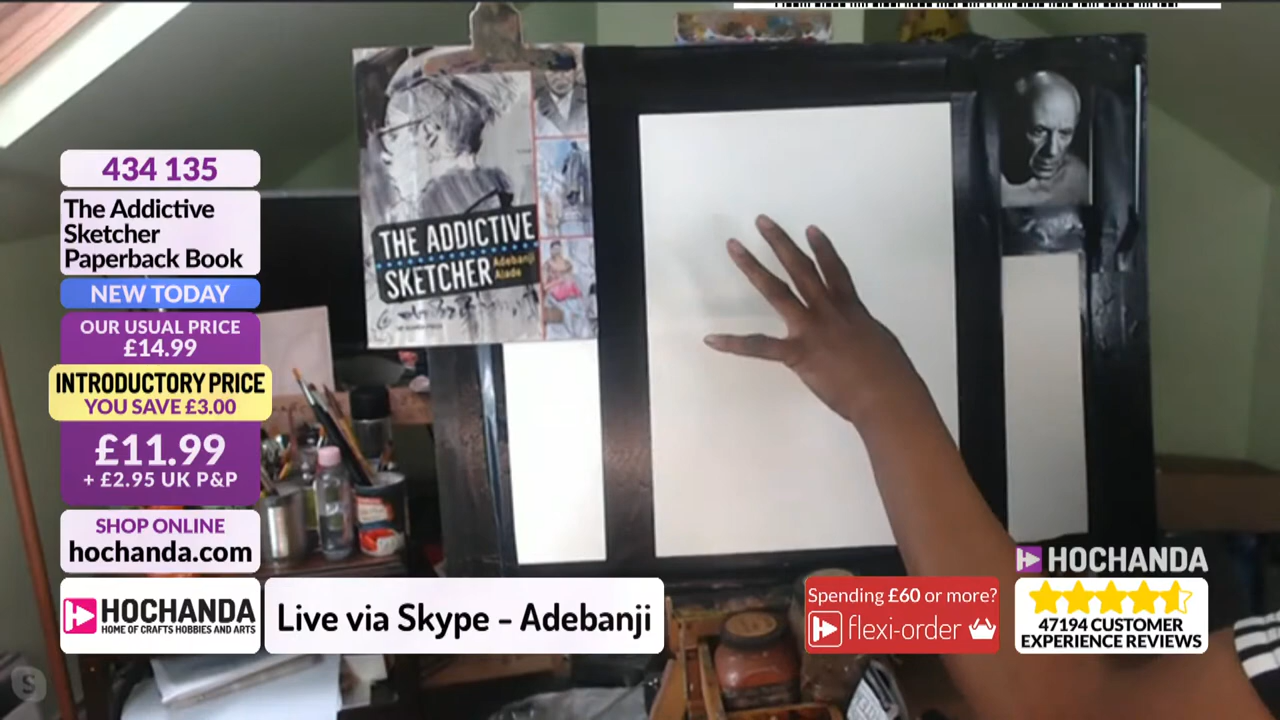 434 135
The Addictive
Sketcher
Paperback Book
NEW TODAY
OUR USUAL PRICE
£14.99
INTRODUCTORY PRICE
YOU SAVE £3.00
£11.99
+ £2.95 UK P&P
SHOP ONLINE
hochanda.com
HOCHANDA
HOME OF CRAFTS HOBBIES AND ARTS
Live via Skype – Adebanji
THE ADDICTIVE
SKETCHER
Adebanji
Alade
Spending £60 or more?
flexi-order
HOCHANDA
47194 CUSTOMER
EXPERIENCE REVIEWS
S